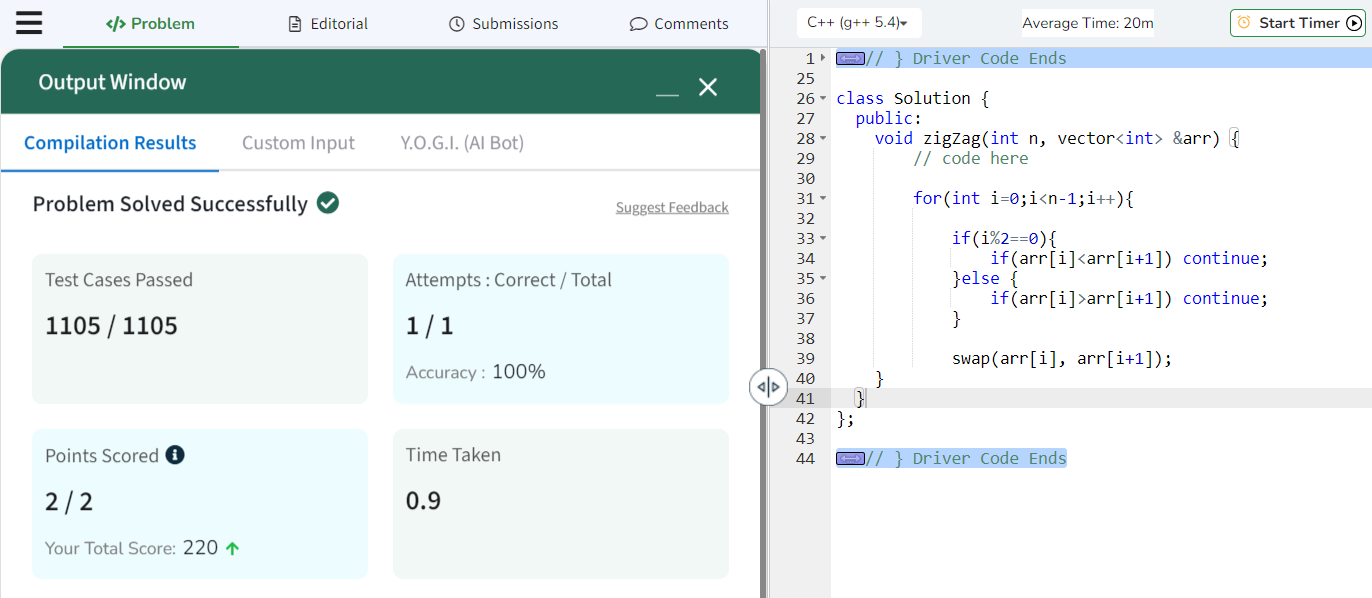 </> Problem
Editorial
Submissions
Comments
Output Window
Compilation Results
Custom Input
Y.O.G.I. (AI Bot)
Problem Solved Successfully
Suggest Feedback
Test Cases Passed
1105 / 1105
Attempts : Correct / Total
1 / 1
Accuracy : 100%
Points Scored
2 / 2
Your Total Score: 220
Time Taken
0.9
C++ (g++ 5.4)
Average Time: 20m
Start Timer
1 // } Driver Code Ends
25
26 class Solution {
27   public:
28     void zigZag(int n, vector<int> &arr) {
29         // code here
30
31         for(int i=0;i<n-1;i++){
32
33             if(i%2==0){
34                 if(arr[i]<arr[i+1]) continue;
35             }else {
36                 if(arr[i]>arr[i+1]) continue;
37             }
38
39             swap(arr[i], arr[i+1]);
40     }
41   }
42 };
43
44 // } Driver Code Ends